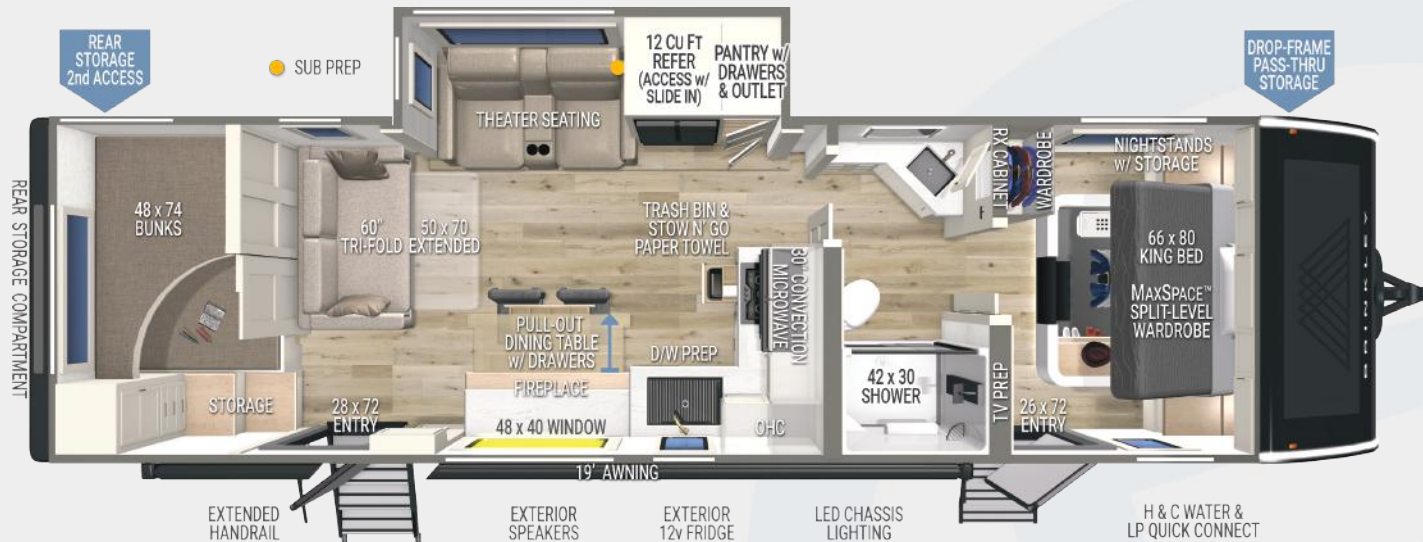 REAR
STORAGE
2nd ACCESS
SUB PREP
12 CU FT
REFER
(ACCESS w/
SLIDE IN)
PANTRY w/
DRAWERS
& OUTLET
DROP-FRAME
PASS-THRU
STORAGE
THEATER SEATING
REAR STORAGE COMPARTMENT
48 x 74
BUNKS
60"
TRI-FOLD
50 x 70
EXTENDED
TRASH BIN &
STOW N' GO
PAPER TOWEL
30" CONVECTION
MICROWAVE
RX CABINET
WARDROBE
NIGHTSTANDS
w/ STORAGE
66 x 80
KING BED
MAXSPACE™
SPLIT-LEVEL
WARDROBE
BRINKLEY
PULL-OUT
DINING TABLE
w/ DRAWERS
D/W PREP
FIREPLACE
42 x 30
SHOWER
TV PREP
STORAGE
28 x 72
ENTRY
48 x 40 WINDOW
OHC
26 x 72
ENTRY
19' AWNING
EXTENDED
HANDRAIL
EXTERIOR
SPEAKERS
EXTERIOR
12v FRIDGE
LED CHASSIS
LIGHTING
H & C WATER &
LP QUICK CONNECT